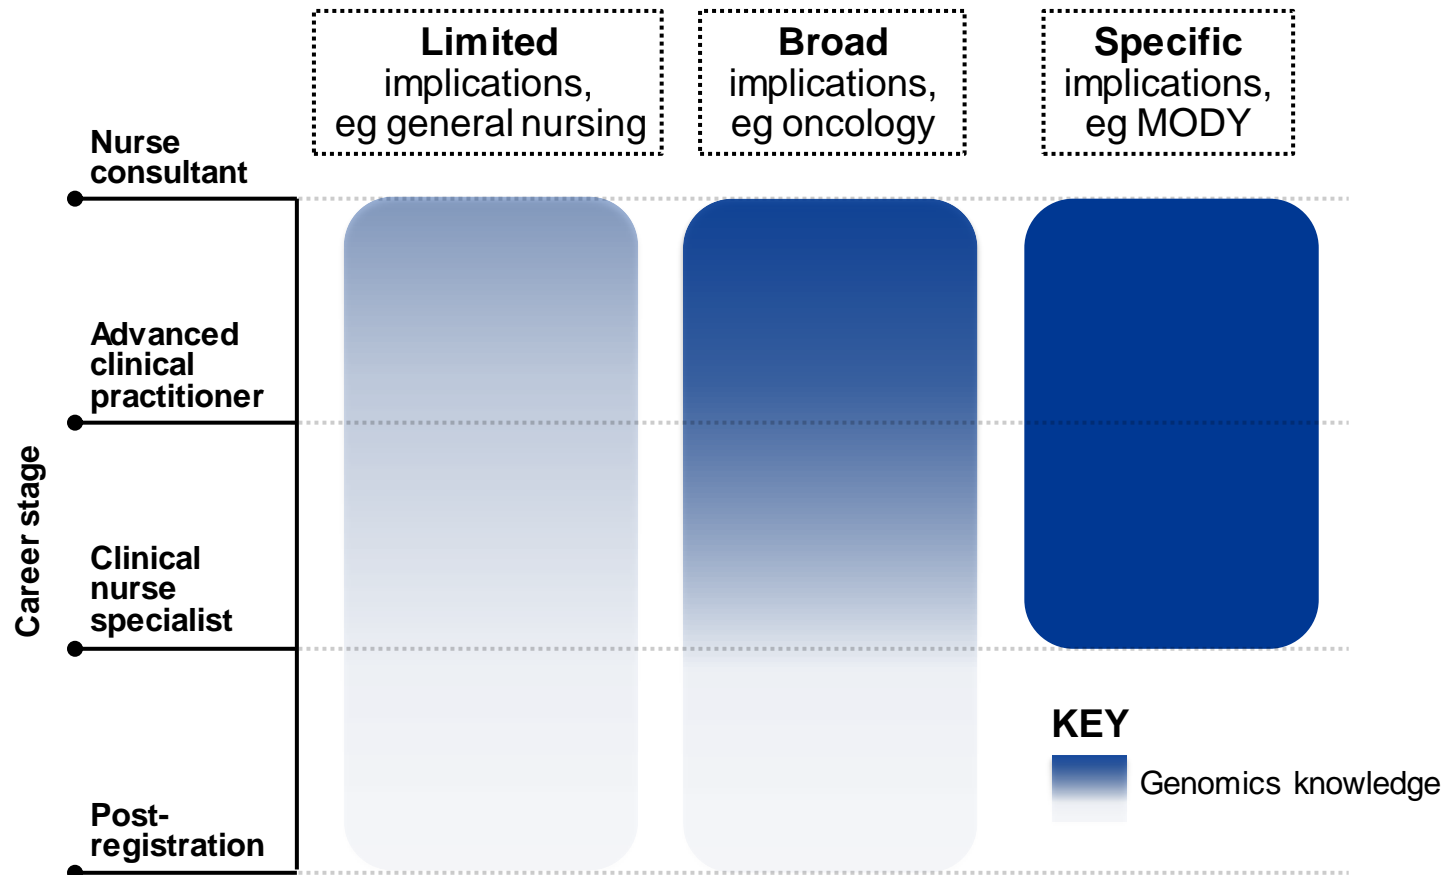 Limited
implications,
eg general nursing
Broad
implications,
eg oncology
Specific
implications,
eg MODY
Nurse
consultant
Advanced
clinical
practitioner
Career stage
Clinical
nurse
specialist
Post-
registration
KEY
Genomics knowledge